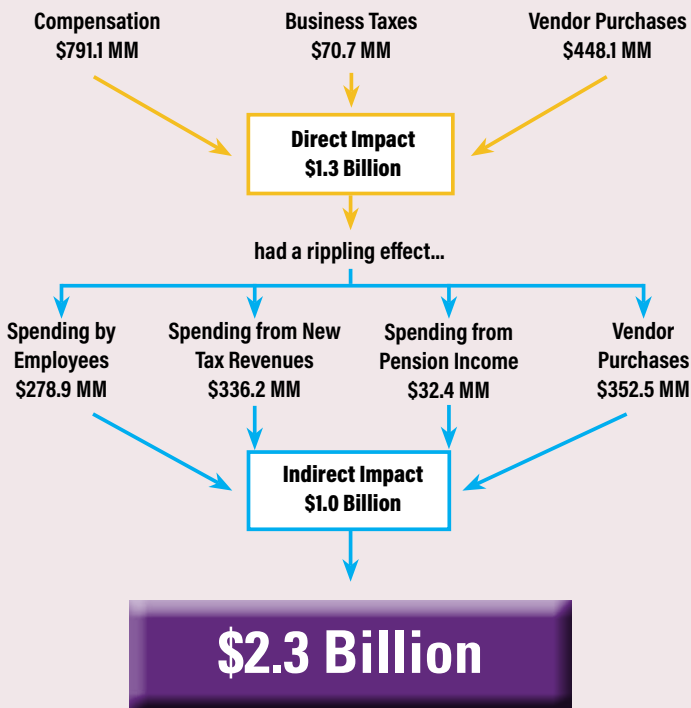 Compensation
$791.1 MM
Business Taxes
$70.7 MM
Vendor Purchases
$448.1 MM
Direct Impact
$1.3 Billion
had a rippling effect...
Spending by
Employees
$278.9 MM
Spending from New
Tax Revenues
$336.2 MM
Spending from
Pension Income
$32.4 MM
Vendor
Purchases
$352.5 MM
Indirect Impact
$1.0 Billion
$2.3 Billion